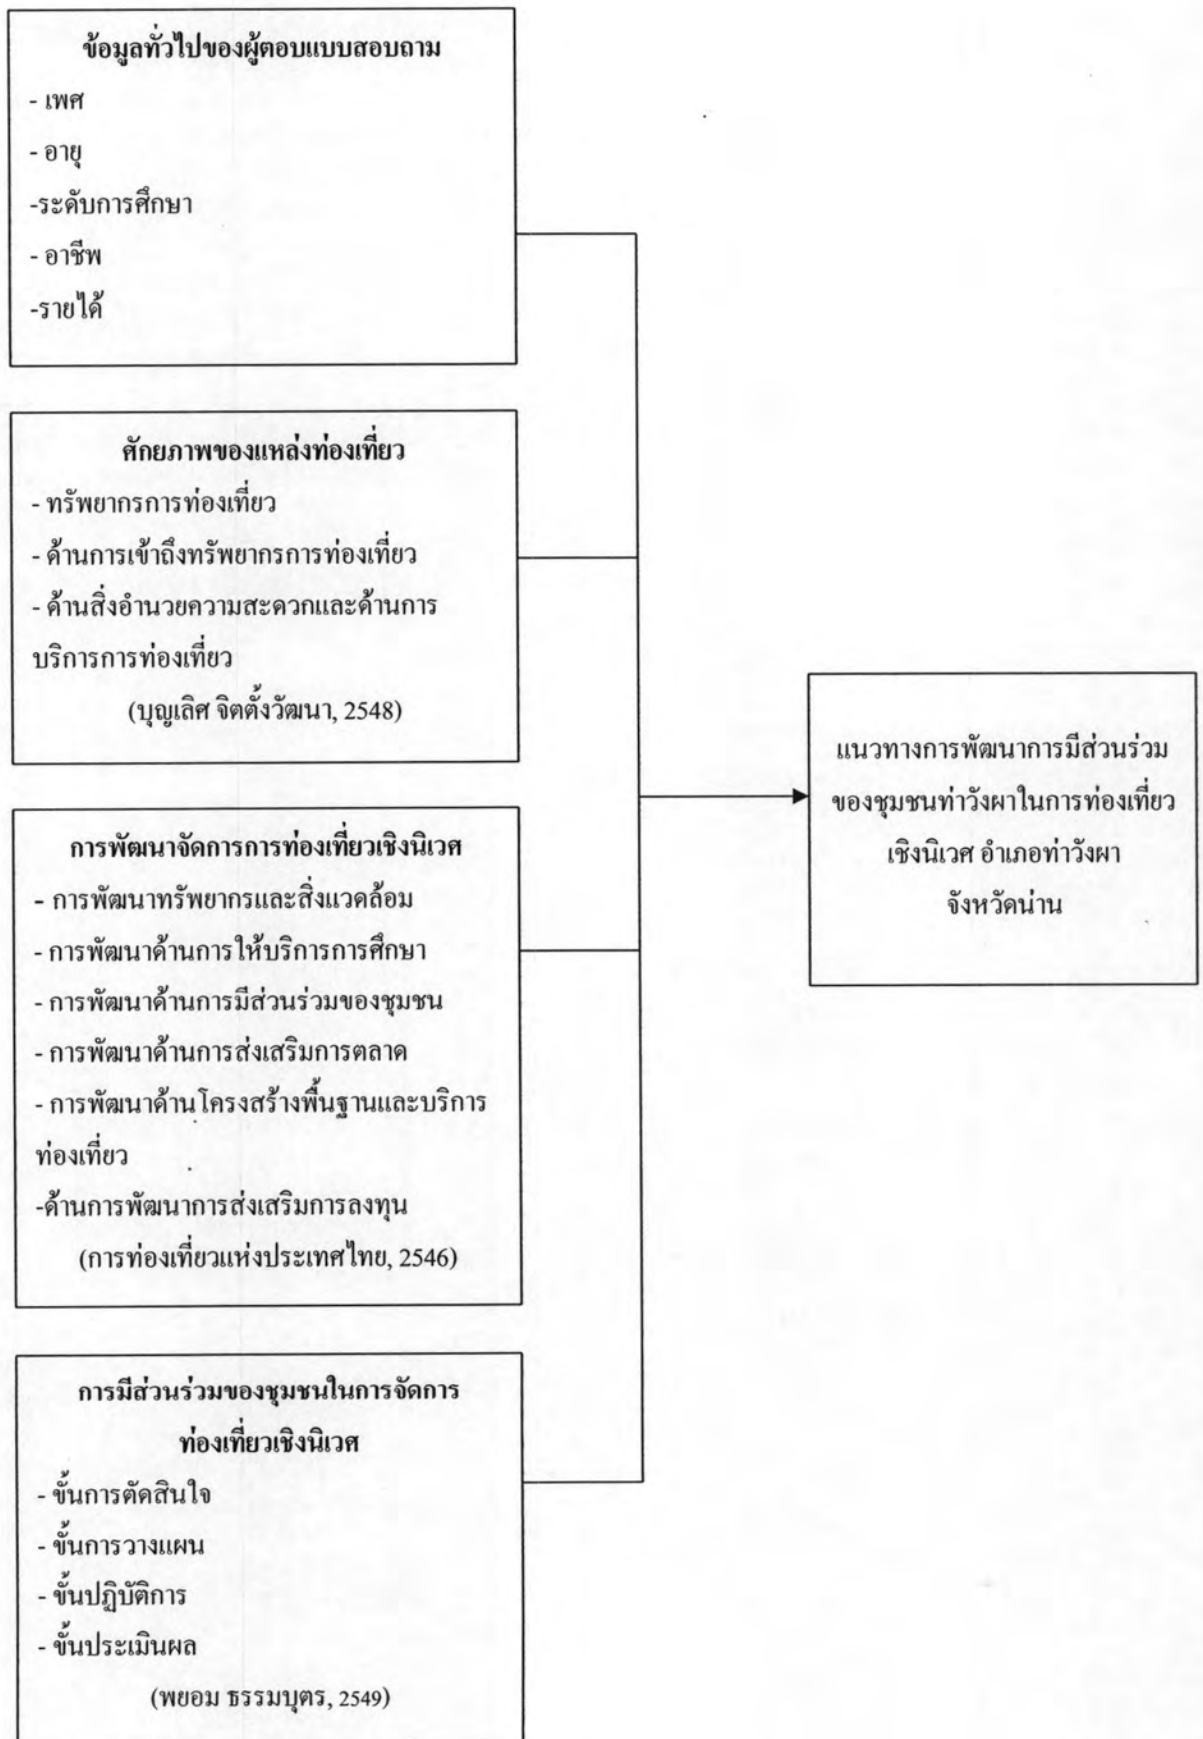 ข้อมูลทั่วไปของผู้ตอบแบบสอบถาม
- เพศ
- อายุ
-ระดับการศึกษา
- อาชีพ
-รายได้
ศักยภาพของแหล่งท่องเที่ยว
- ทรัพยากรการท่องเที่ยว
- ด้านการเข้าถึงทรัพยากรการท่องเที่ยว
- ด้านสิ่งอำนวยความสะดวกและด้านการ
บริการการท่องเที่ยว
(บุญเลิศ จิตตั้งวัฒนา, 2548)
การพัฒนาจัดการการท่องเที่ยวเชิงนิเวศ
- การพัฒนาทรัพยากรและสิ่งแวดล้อม
- การพัฒนาด้านการให้บริการการศึกษา
- การพัฒนาด้านการมีส่วนร่วมของชุมชน
- การพัฒนาด้านการส่งเสริมการตลาด
- การพัฒนาด้านโครงสร้างพื้นฐานและบริการ
ท่องเที่ยว
-ด้านการพัฒนาการส่งเสริมการลงทุน
(การท่องเที่ยวแห่งประเทศไทย, 2546)
การมีส่วนร่วมของชุมชนในการจัดการ
ท่องเที่ยวเชิงนิเวศ
- ขั้นการตัดสินใจ
- ขั้นการวางแผน
- ขั้นปฏิบัติการ
- ขั้นประเมินผล
(พยอม ธรรมบุตร, 2549)
แนวทางการพัฒนาการมีส่วนร่วม
ของชุมชนท่าวังผาในการท่องเที่ยว
เชิงนิเวศ อำเภอท่าวังผา
จังหวัดน่าน